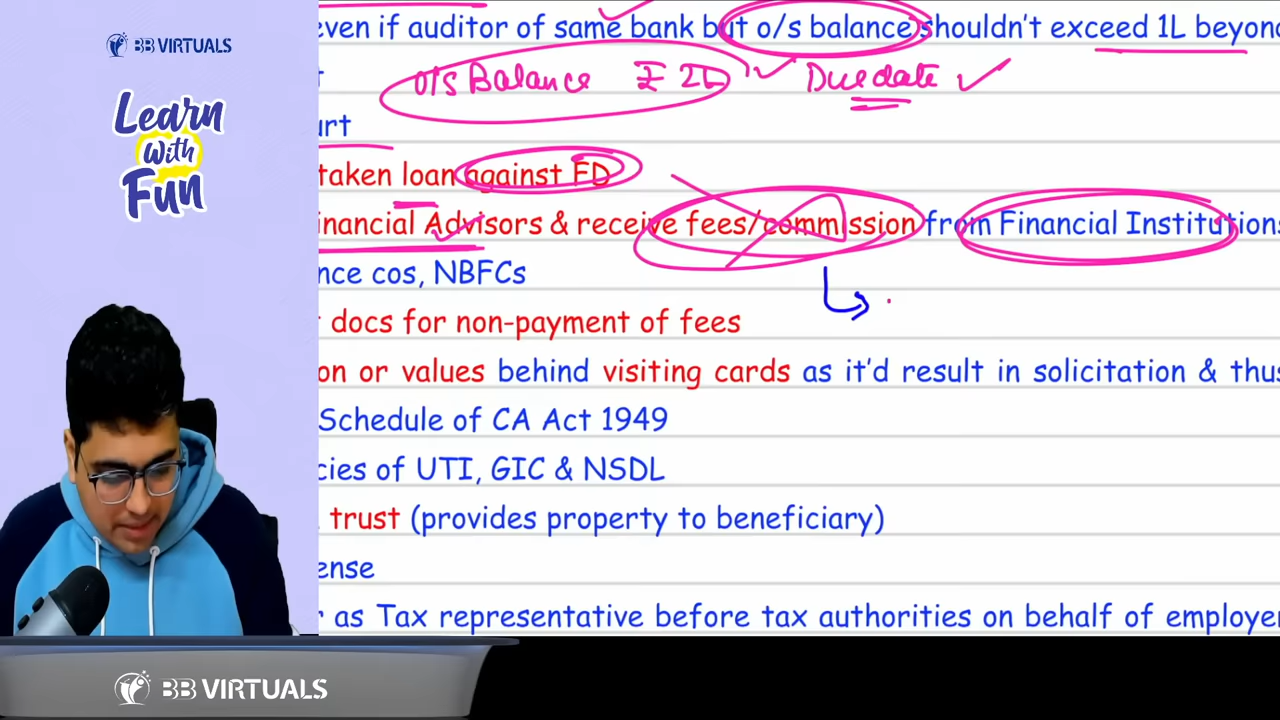 BB VIRTUALS
Learn
With
Fun
even if auditor of same bank but o/s balance shouldn't exceed 1L beyond
O/S Balance ₹ 2L Due date
urt
taken loan against FD
inancial Advisors & receive fees/commission from Financial Institutions
nce cos, NBFCs
docs for non-payment of fees
on or values behind visiting cards as it'd result in solicitation & thus
Schedule of CA Act 1949
cies of UTI, GIC & NSDL
trust (provides property to beneficiary)
ense
r as Tax representative before tax authorities on behalf of employer
BB VIRTUALS